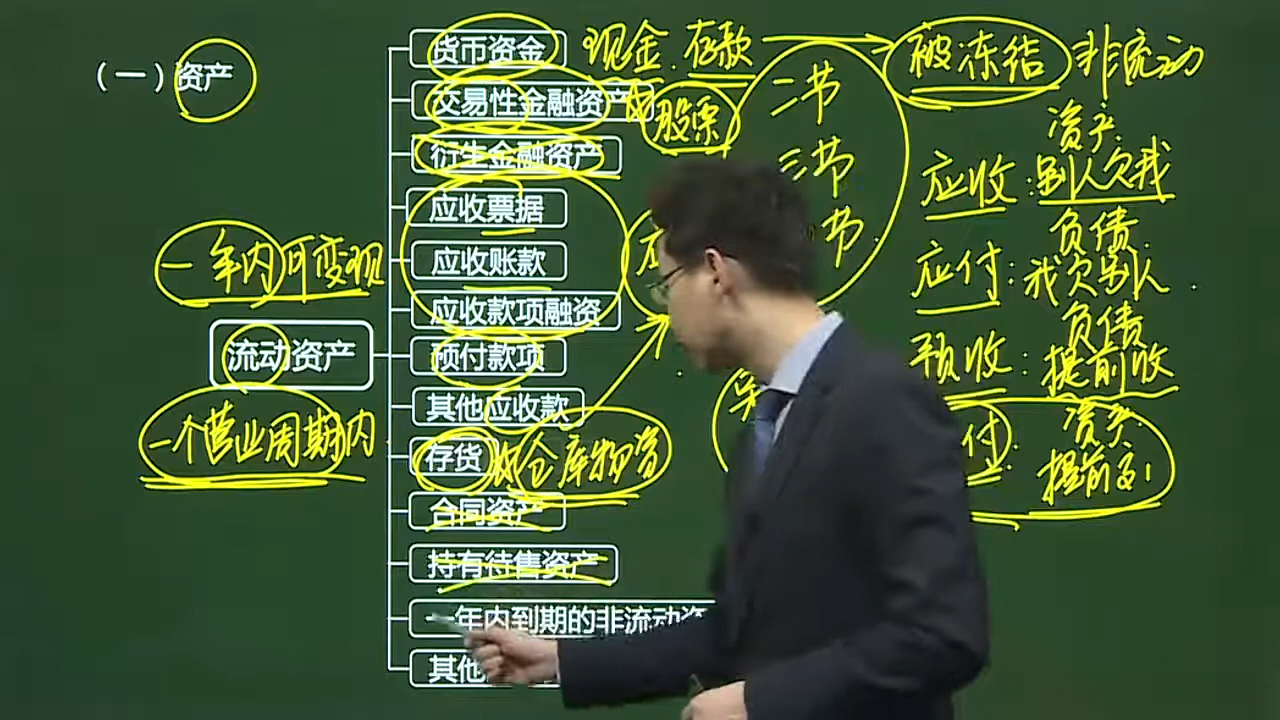 （一）资产
货币资金 现金.存款 被冻结 非流动
交易性金融资产 股票 二节 资产
衍生金融资产 三节 应收:别人欠我
应收票据 节 负债
一年内可变现 应收账款 应付:我欠别人
应收款项融资 负债
流动资产 预付款项 预收:提前收
其他应收款 资产
一个营业周期内 存货 仓库物资 付: 提前付
合同资产
持有待售资产
一年内到期的非流动资
其他